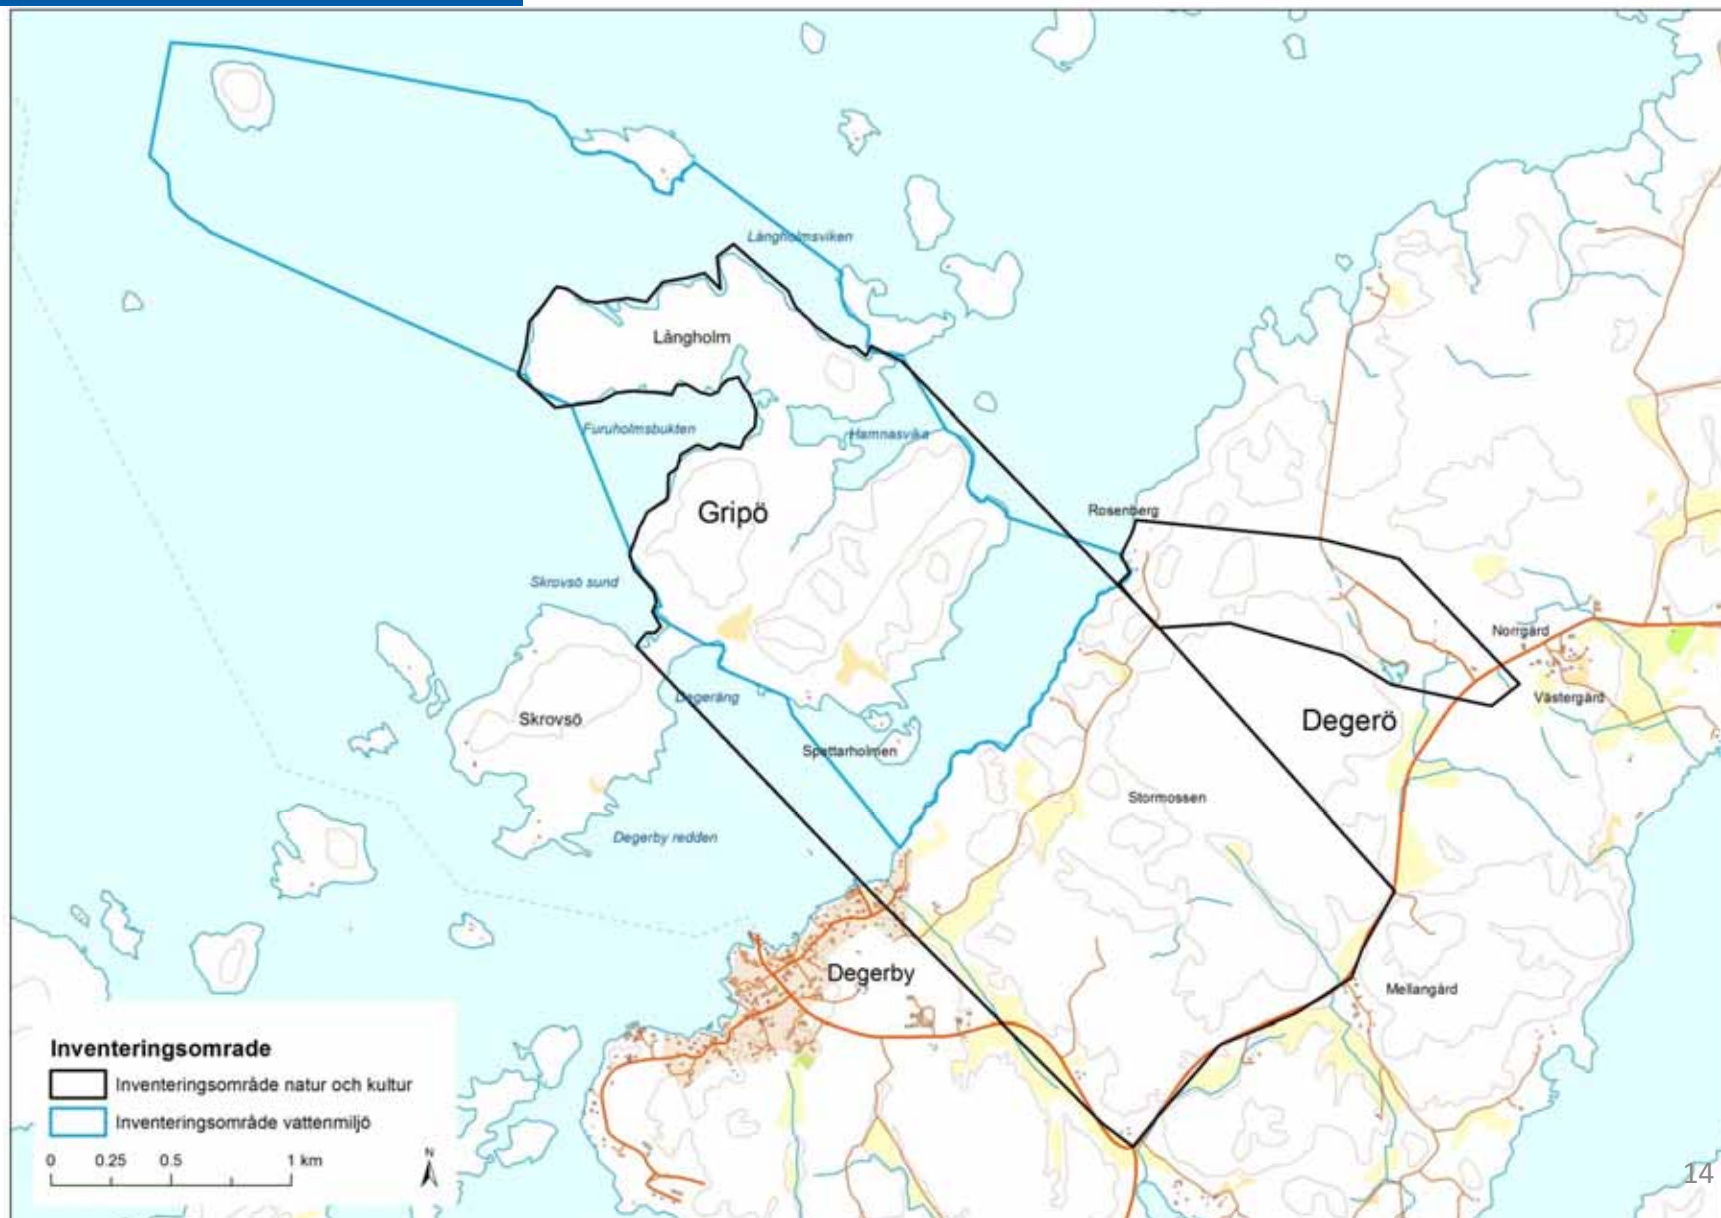 Långholmsviken
Långholm
Furuholmsbukten
Hamnasvika
Gripö
Rosenberg
Skrovsö sund
Norrgård
Degeräng
Västergård
Skrovsö
Degerö
Spettarholmen
Stormossen
Degerby redden
Degerby
Mellangård
Inventeringsomrade
Inventeringsområde natur och kultur
Inventeringsområde vattenmiljö
0 0.25 0.5 1 km
N
14